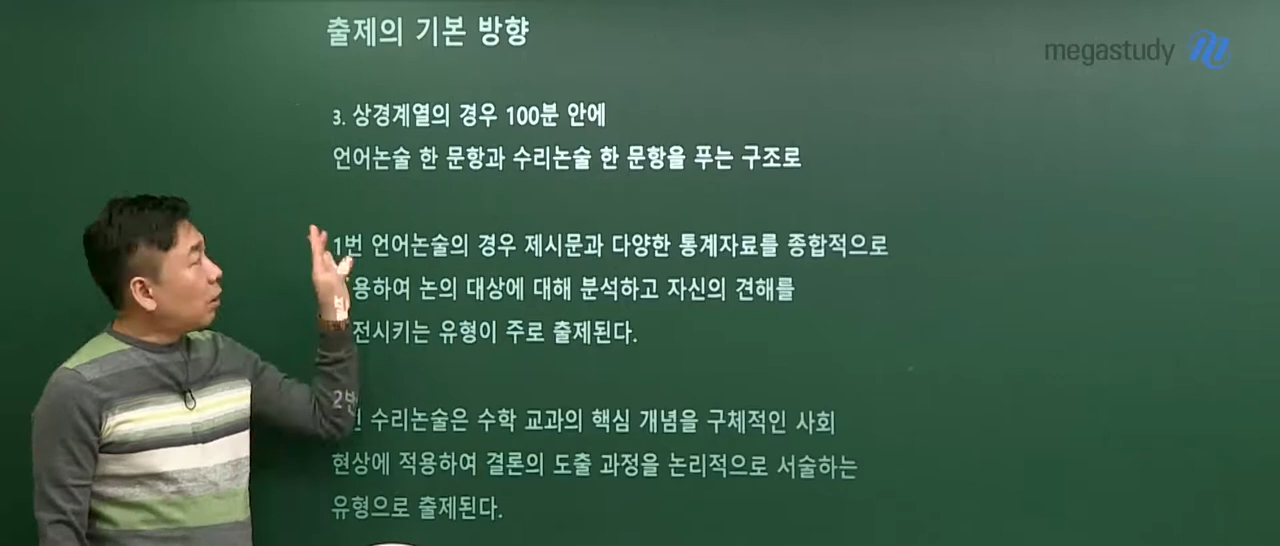 출제의 기본 방향
megastudy
3. 상경계열의 경우 100분 안에
언어논술 한 문항과 수리논술 한 문항을 푸는 구조로
1번 언어논술의 경우 제시문과 다양한 통계자료를 종합적으로
용하여 논의 대상에 대해 분석하고 자신의 견해를
전시키는 유형이 주로 출제된다.
2번 수리논술은 수학 교과의 핵심 개념을 구체적인 사회
현상에 적용하여 결론의 도출 과정을 논리적으로 서술하는
유형으로 출제된다.